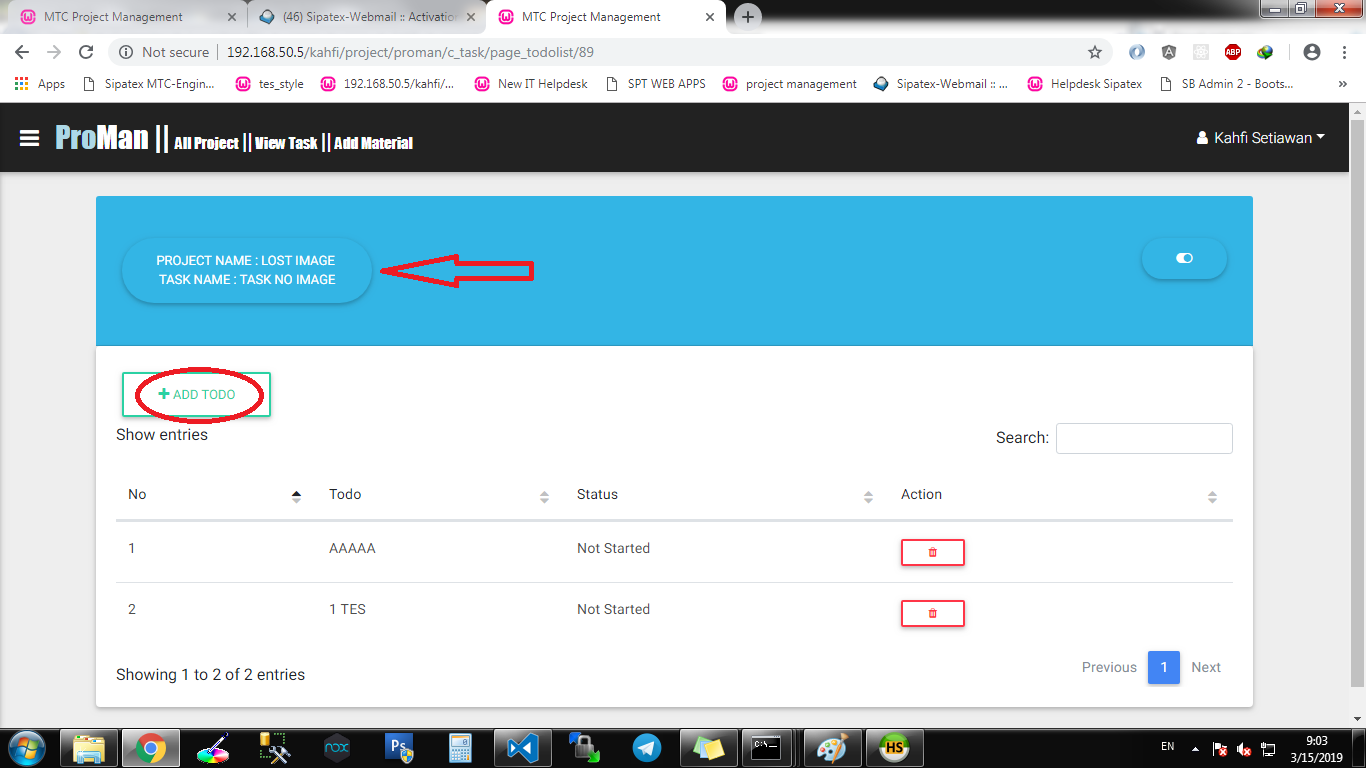 MTC Project Management
(46) Sipatex-Webmail :: Activatio
MTC Project Management
Not secure
192.168.50.5/kahfi/project/proman/c_task/page_todolist/89
ABP
Apps
Sipatex MTC-Engin...
tes_style
192.168.50.5/kahfi/...
New IT Helpdesk
SPT WEB APPS
project management
Sipatex-Webmail :: ...
Helpdesk Sipatex
SB Admin 2 - Boots...
»
ProMan || All Project || View Task || Add Material
Kahfi Setiawan
PROJECT NAME : LOST IMAGE
TASK NAME : TASK NO IMAGE
+ ADD TODO
Show entries
Search:
No Todo Status Action
1 AAAAA Not Started
2 1 TES Not Started
Showing 1 to 2 of 2 entries
Previous 1 Next
nox
Ps
C:\_
HS
EN
9:03
3/15/2019